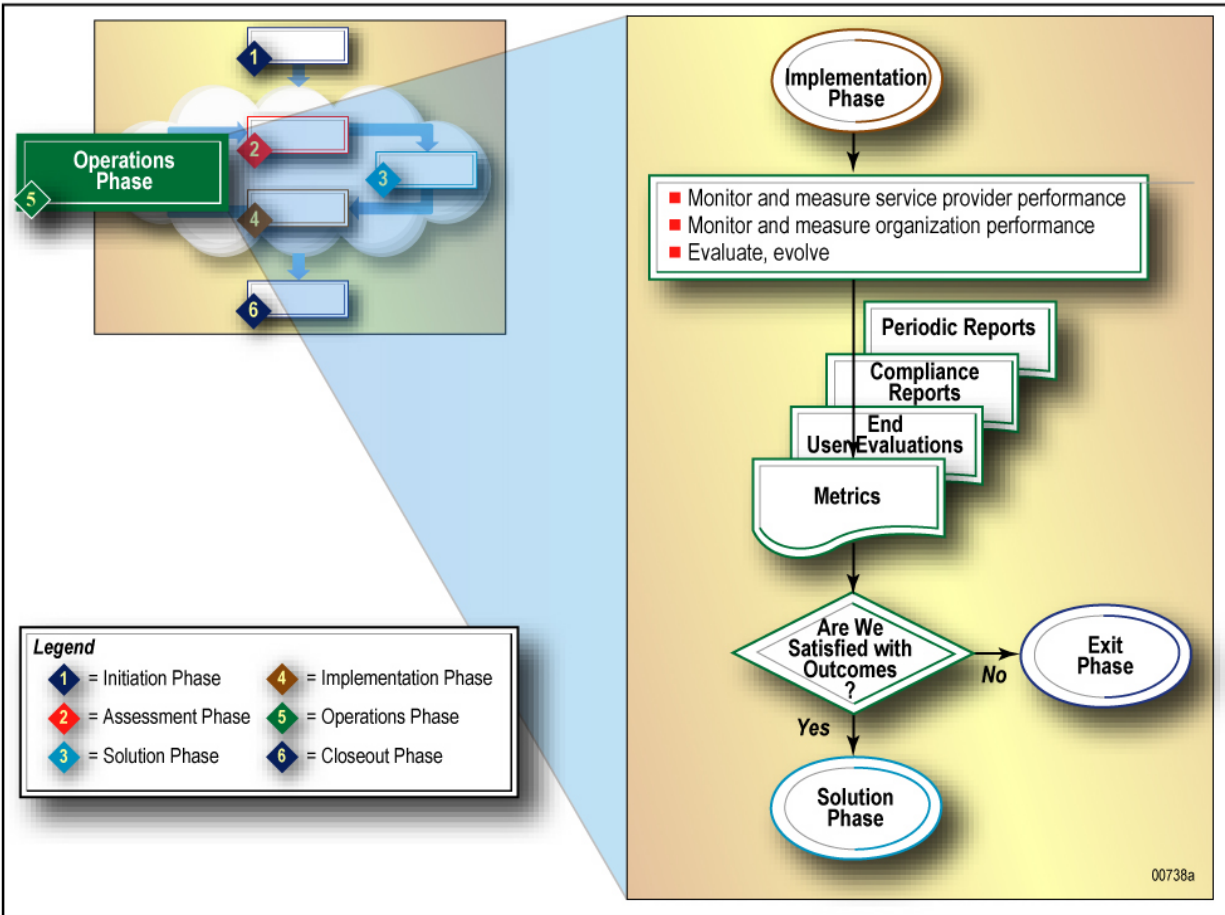 1
2
3
4
Operations
Phase
5
6
Legend
1 = Initiation Phase
2 = Assessment Phase
3 = Solution Phase
4 = Implementation Phase
5 = Operations Phase
6 = Closeout Phase
Implementation
Phase
Monitor and measure service provider performance
Monitor and measure organization performance
Evaluate, evolve
Periodic Reports
Compliance
Reports
End
User Evaluations
Metrics
Are We
Satisfied with
Outcomes
?
No
Exit
Phase
Yes
Solution
Phase
00738a